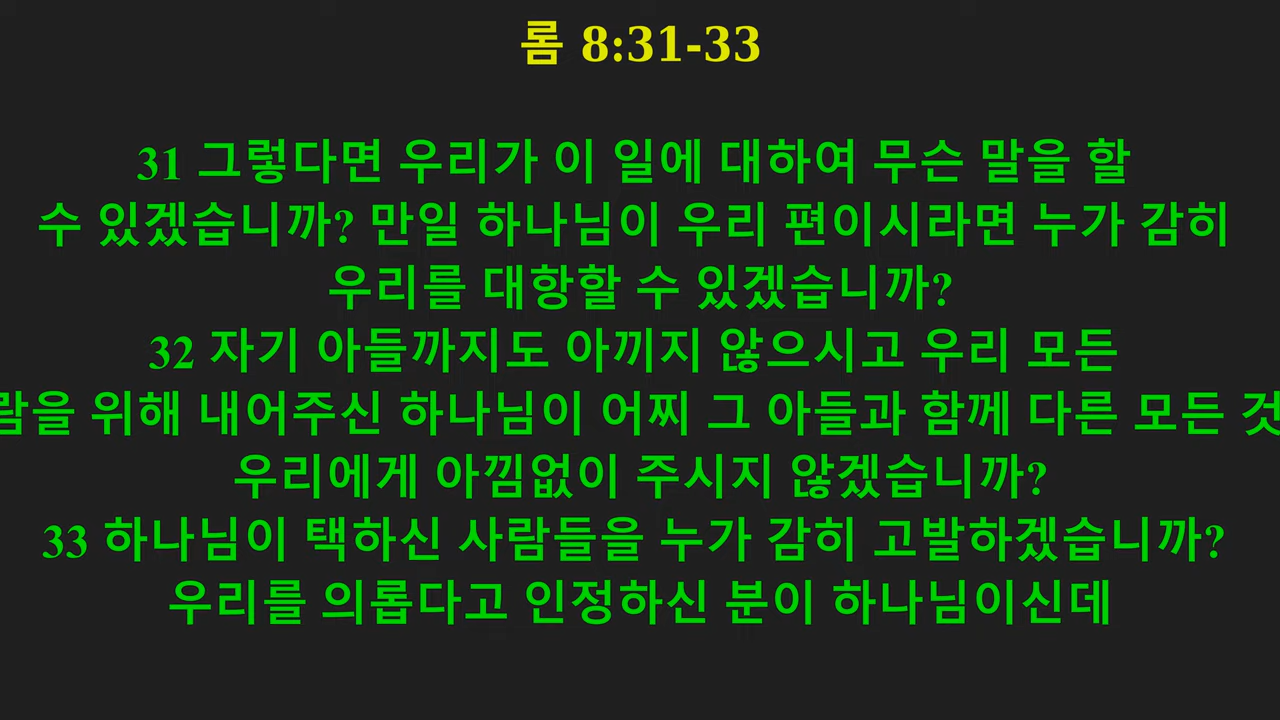 롬 8:31-33
31 그렇다면 우리가 이 일에 대하여 무슨 말을 할
수 있겠습니까? 만일 하나님이 우리 편이시라면 누가 감히
우리를 대항할 수 있겠습니까?
32 자기 아들까지도 아끼지 않으시고 우리 모든
람을 위해 내어주신 하나님이 어찌 그 아들과 함께 다른 모든 것
우리에게 아낌없이 주시지 않겠습니까?
33 하나님이 택하신 사람들을 누가 감히 고발하겠습니까?
우리를 의롭다고 인정하신 분이 하나님이신데